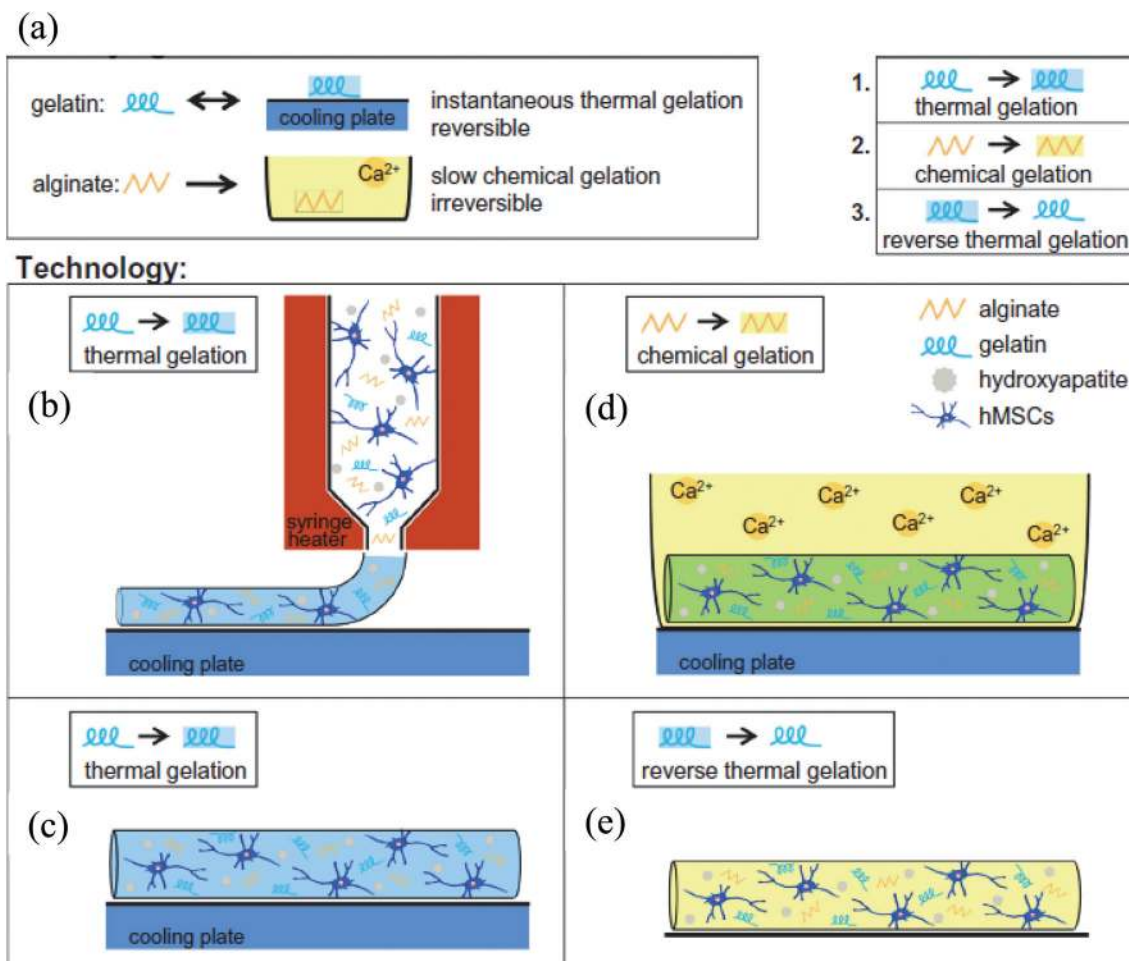 (a)
gelatin:
cooling plate
instantaneous thermal gelation
reversible
alginate:
Ca2+
slow chemical gelation
irreversible
1.
thermal gelation
2.
chemical gelation
3.
reverse thermal gelation
Technology:
thermal gelation
(b)
syringe
heater
cooling plate
chemical gelation
alginate
gelatin
hydroxyapatite
hMSCs
(d)
Ca2+
Ca2+
Ca2+
Ca2+
Ca2+
Ca2+
cooling plate
thermal gelation
(c)
cooling plate
reverse thermal gelation
(e)